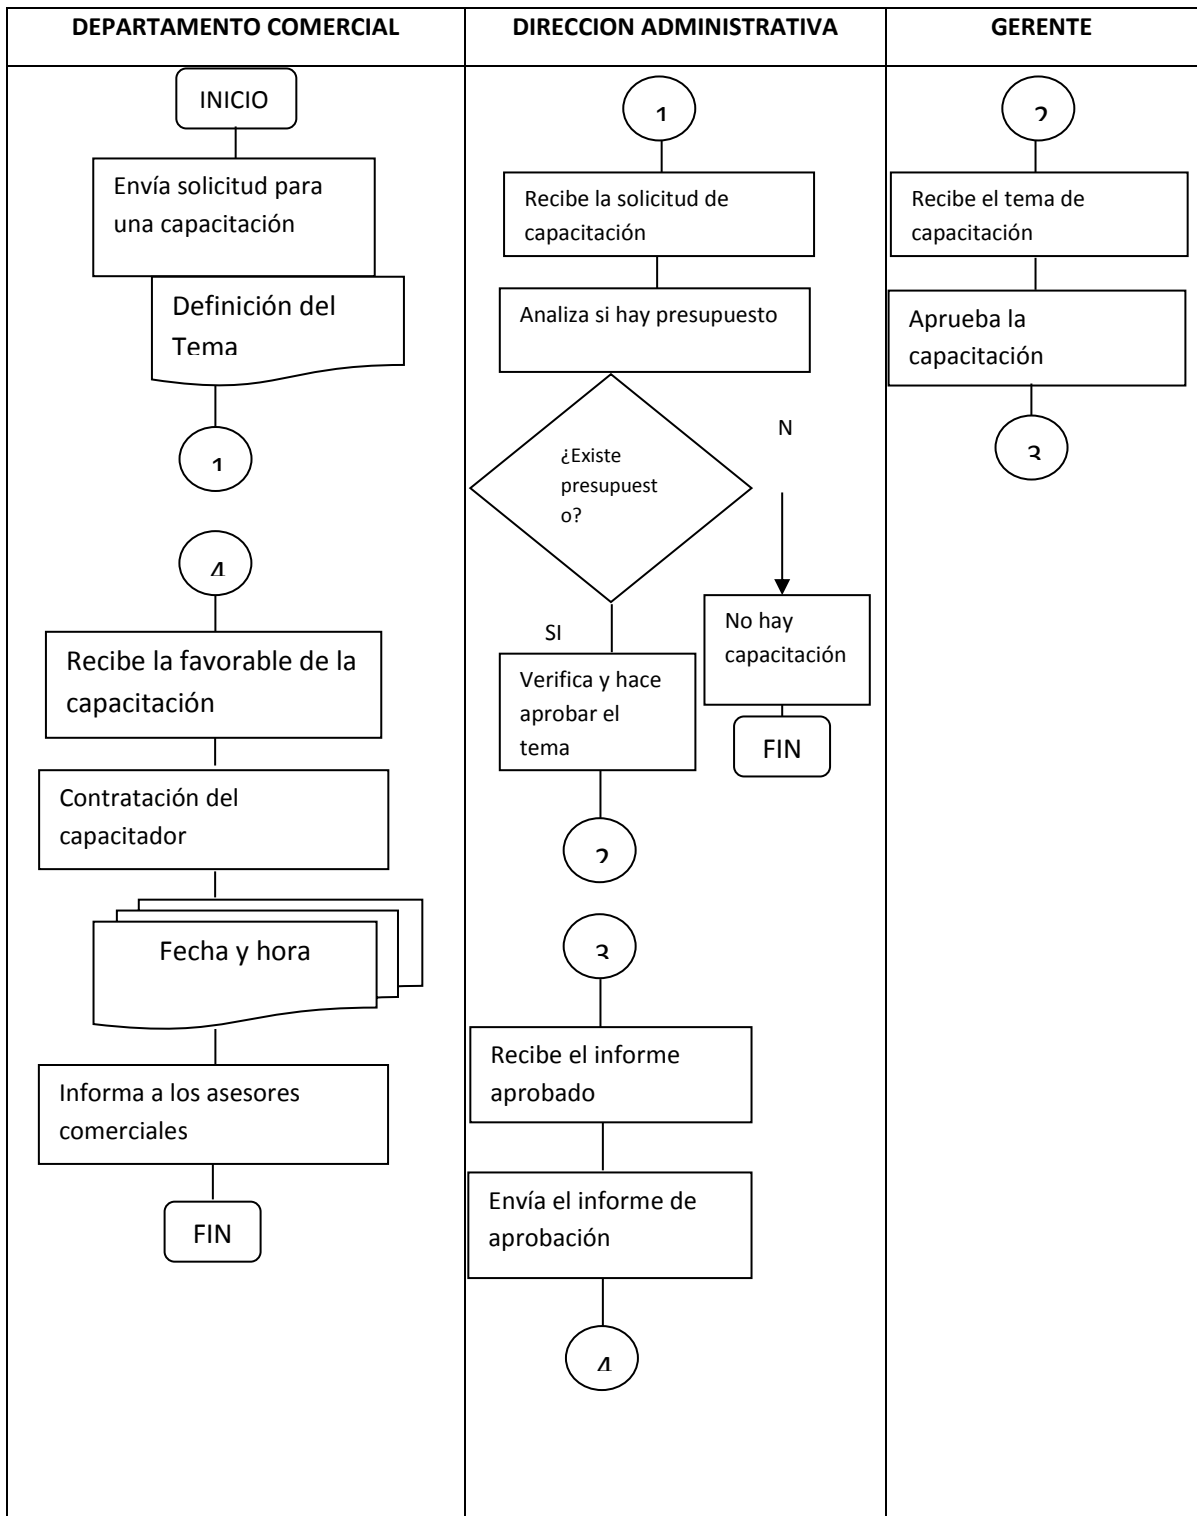 DEPARTAMENTO COMERCIAL
DIRECCION ADMINISTRATIVA
GERENTE
INICIO
Envía solicitud para
una capacitación
Definición del
Tema
1
4
Recibe la favorable de la
capacitación
Contratación del
capacitador
Fecha y hora
Informa a los asesores
comerciales
FIN
1
Recibe la solicitud de
capacitación
Analiza si hay presupuesto
¿Existe
presupuest
o?
N
SI
No hay
capacitación
FIN
Verifica y hace
aprobar el
tema
2
3
Recibe el informe
aprobado
Envía el informe de
aprobación
4
2
Recibe el tema de
capacitación
Aprueba la
capacitación
3